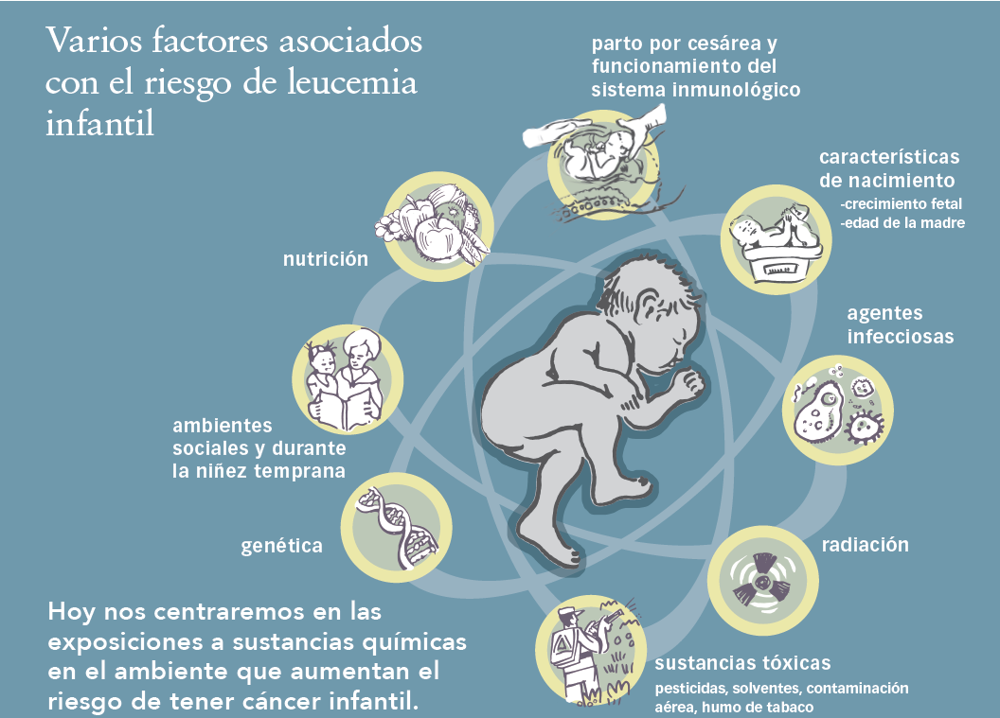 Varios factores asociados
con el riesgo de leucemia
infantil
parto por cesárea y
funcionamiento del
sistema inmunológico
características
de nacimiento
-crecimiento fetal
-edad de la madre
nutrición
agentes
infecciosas
ambientes
sociales y durante
la niñez temprana
genética
radiación
Hoy nos centraremos en las
exposiciones a sustancias químicas
en el ambiente que aumentan el
riesgo de tener cáncer infantil.
sustancias tóxicas
pesticidas, solventes, contaminación
aérea, humo de tabaco